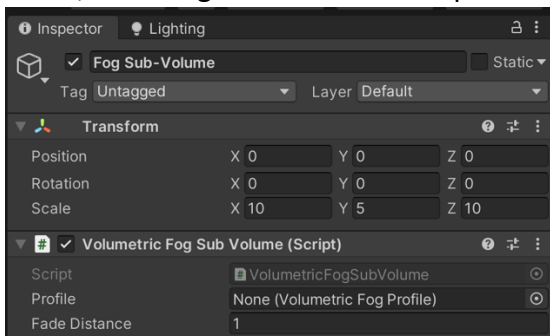 Inspector Lighting
Fog Sub-Volume Static
Tag Untagged Layer Default
Transform
Position X 0 Y 0 Z 0
Rotation X 0 Y 0 Z 0
Scale X 10 Y 5 Z 10
# Volumetric Fog Sub Volume (Script)
Script # VolumetricFogSubVolume
Profile None (Volumetric Fog Profile)
Fade Distance 1